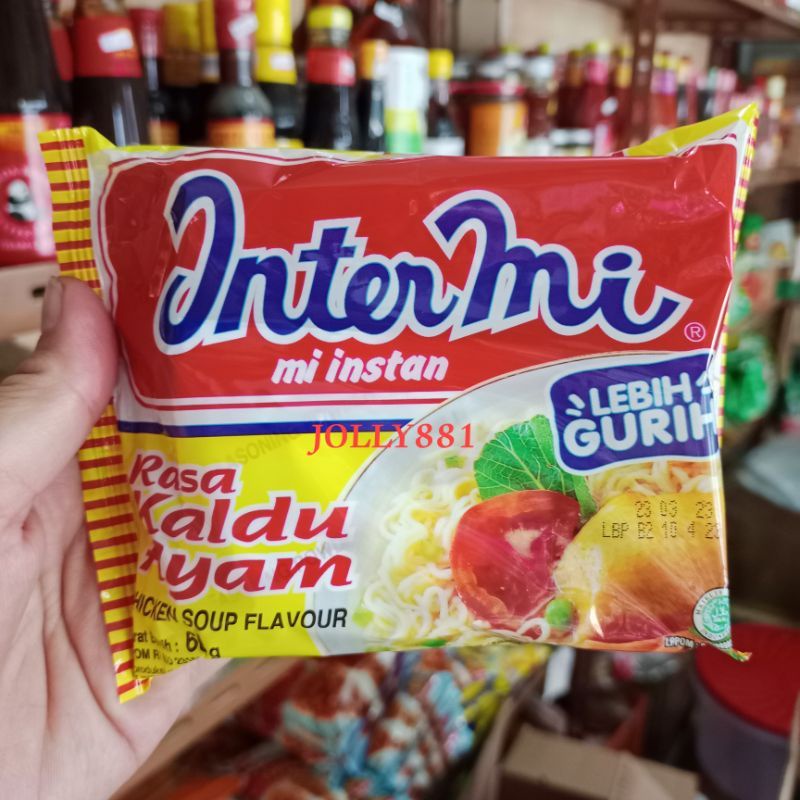 InterMi
®
mi instan
LEBIH
GURIH
JOLLY881
Rasa
Kaldu
Ayam
CHICKEN SOUP FLAVOUR
23 03 23
LBP B2 10 4